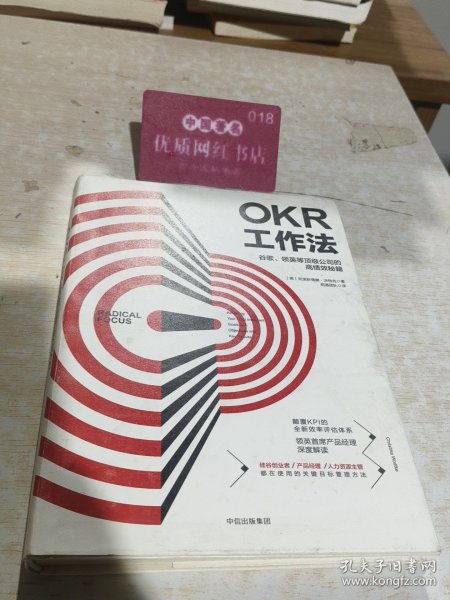 018
中国著名
优质网红书店
OKR
工作法
谷歌、领英等顶级公司的
高绩效秘籍
RADICAL
FOCUS
颠覆KPI的
全新效率评估体系
领英首席产品经理
深度解读
硅谷创业者/产品经理/人力资源主管
都在使用的关键目标管理方法
Christina Wodtke
中信出版集团
孔夫子旧书网
www.kongfz.com